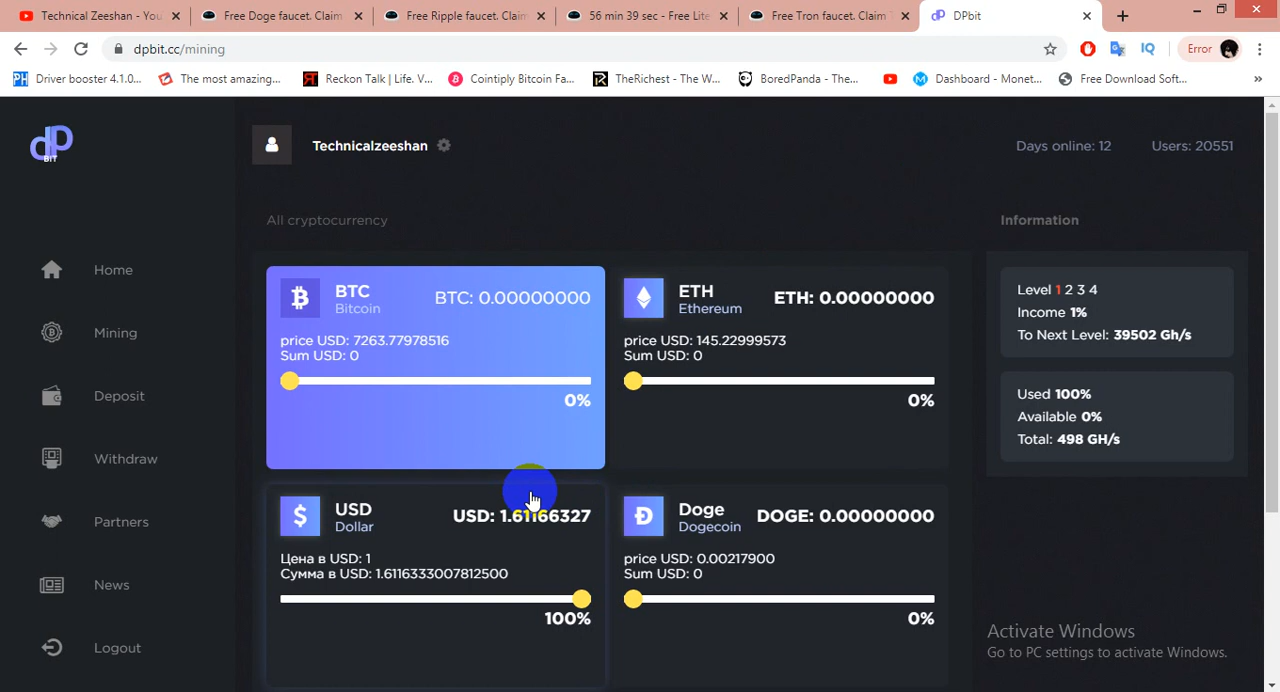 Technical Zeeshan - You
Free Doge faucet. Claim
Free Ripple faucet. Claim
56 min 39 sec - Free Lite
Free Tron faucet. Claim
DPbit
dpbit.cc/mining
IQ
Error
PH Driver booster 4.1.0...
The most amazing...
Reckon Talk | Life. V...
Cointiply Bitcoin Fa...
TheRichest - The W...
BoredPanda - The...
Dashboard - Monet...
Free Download Soft...
dp
BIT
Technicalzeeshan
Days online: 12
Users: 20551
Home
Mining
Deposit
Withdraw
Partners
News
Logout
All cryptocurrency
BTC
Bitcoin
BTC: 0.00000000
price USD: 7263.77978516
Sum USD: 0
0%
ETH
Ethereum
ETH: 0.00000000
price USD: 145.22999573
Sum USD: 0
0%
USD
Dollar
USD: 1.61166327
Цена в USD: 1
Сумма в USD: 1.6116333007812500
100%
Doge
Dogecoin
DOGE: 0.00000000
price USD: 0.00217900
Sum USD: 0
0%
Information
Level 1 2 3 4
Income 1%
To Next Level: 39502 Gh/s
Used 100%
Available 0%
Total: 498 GH/s
Activate Windows
Go to PC settings to activate Windows.